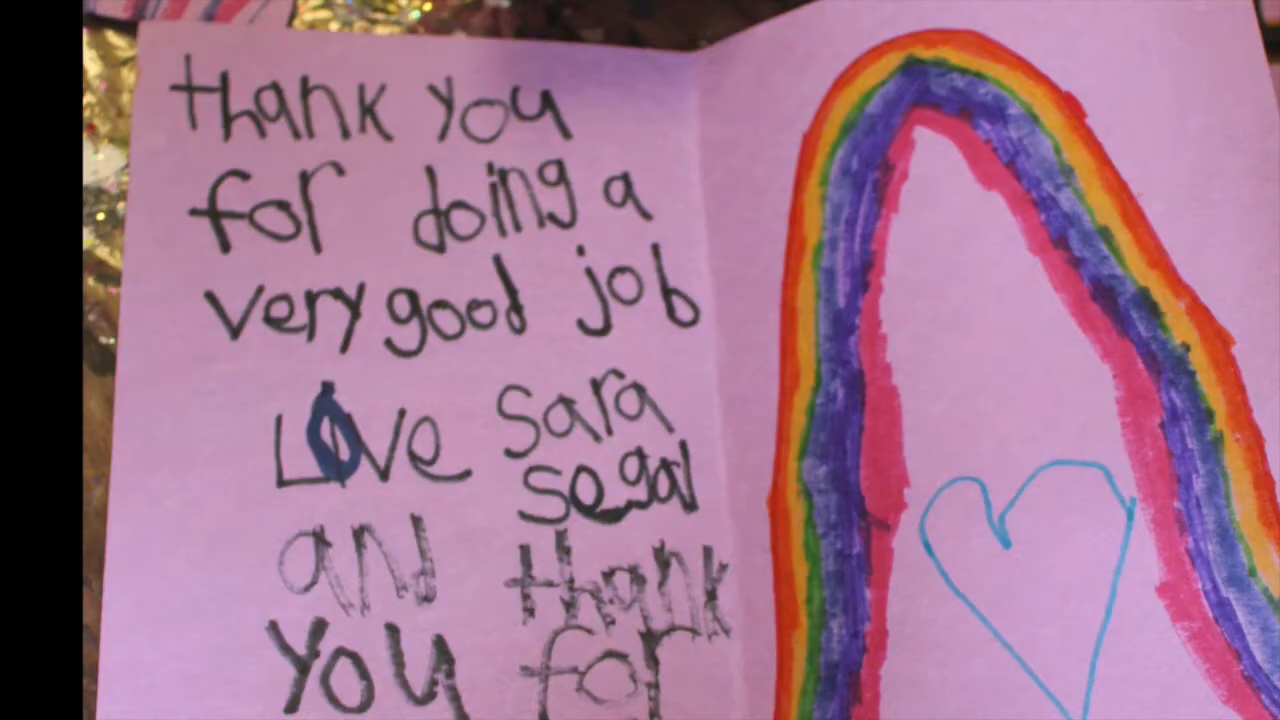 thank you
for doing a
very good job
Love Sara
segal
and thank
you for